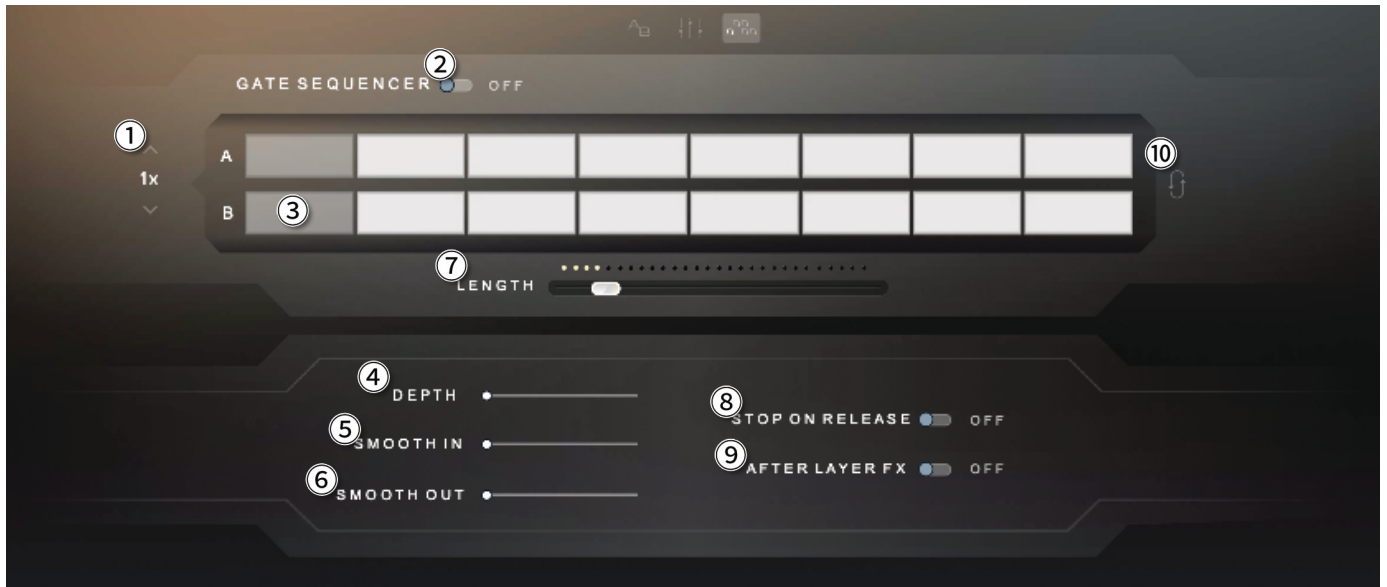 ② GATE SEQUENCER OFF
① 1x
A
⑩
B ③
⑦ LENGTH
④ DEPTH
⑤ SMOOTH IN
⑥ SMOOTH OUT
⑧ STOP ON RELEASE OFF
⑨ AFTER LAYER FX OFF